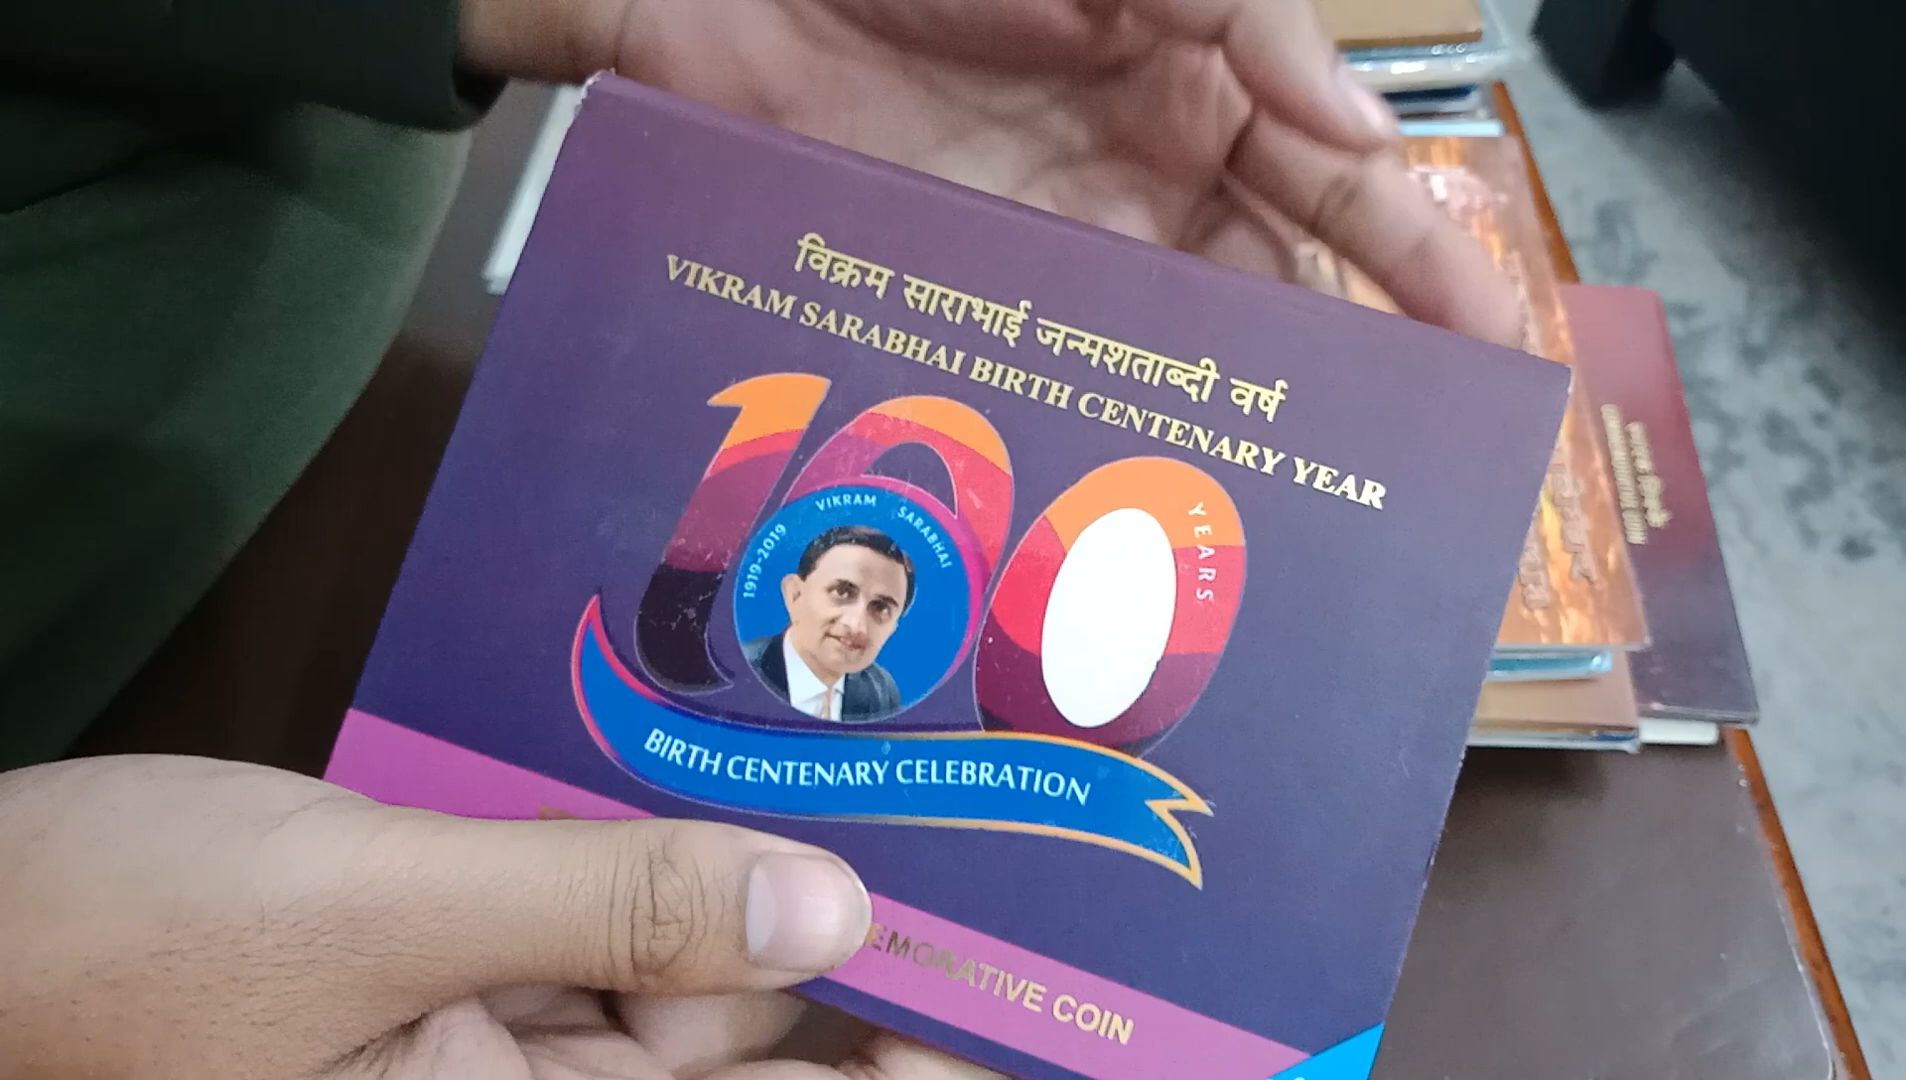 विक्रम साराभाई जन्मशताब्दी वर्ष
VIKRAM SARABHAI BIRTH CENTENARY YEAR
100
YEARS
1919-2019 VIKRAM SARABHAI
BIRTH CENTENARY CELEBRATION
EMORATIVE COIN